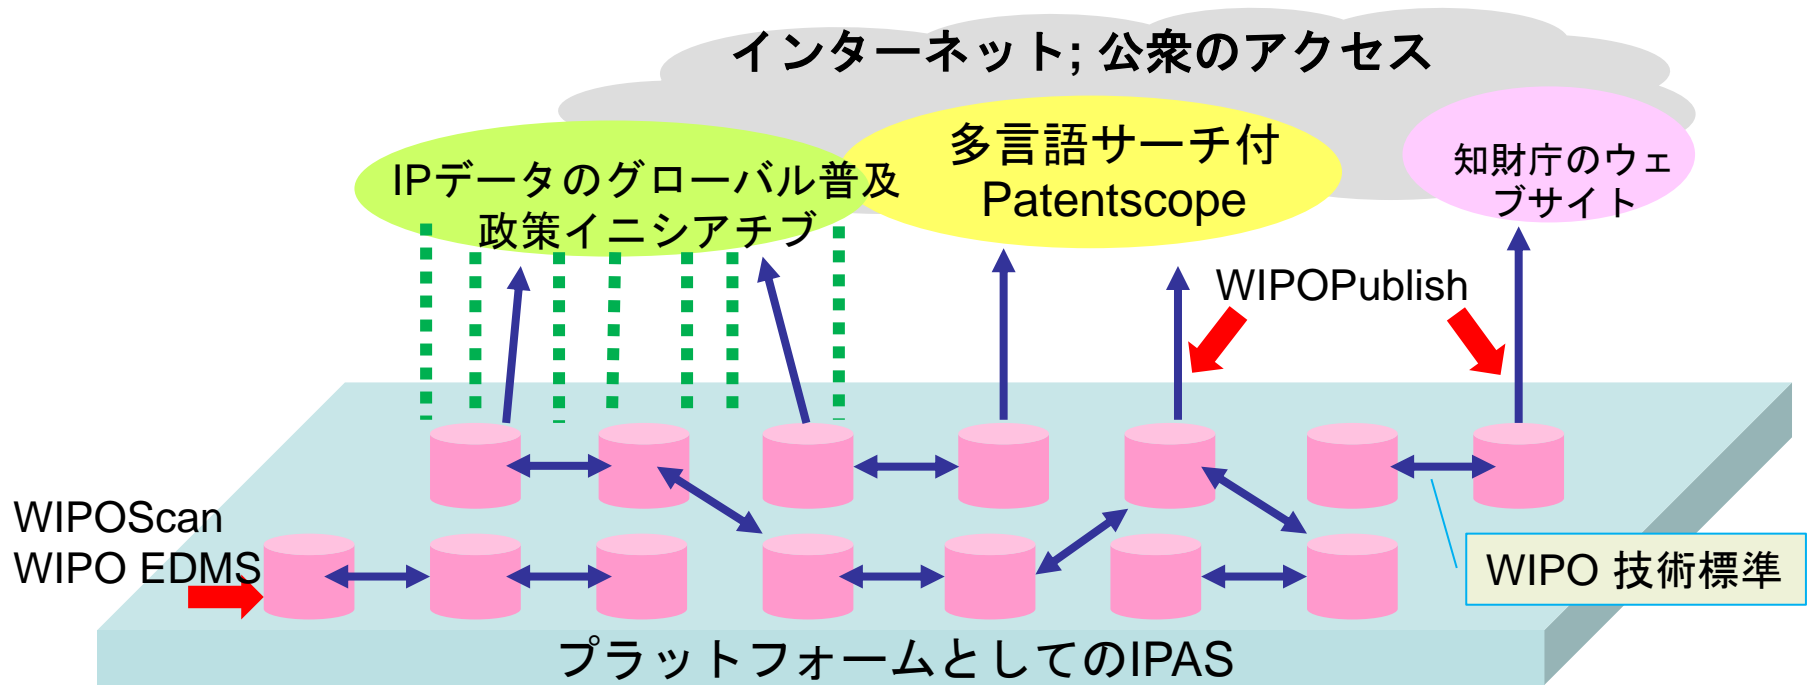 インターネット; 公衆のアクセス
多言語サーチ付
Patentscope
IPデータのグローバル普及
政策イニシアチブ
知財庁のウェ
ブサイト
WIPOPublish
WIPOScan
WIPO EDMS
WIPO 技術標準
プラットフォームとしてのIPAS